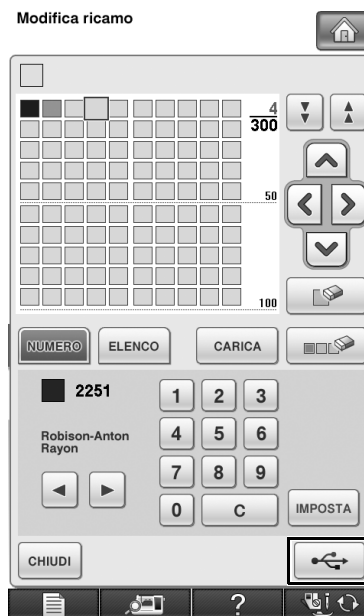 Modifica ricamo
4
300
50
100
NUMERO ELENCO CARICA
2251
1 2 3
Robison-Anton
Rayon
4 5 6
7 8 9
0 C IMPOSTA
CHIUDI
?
i